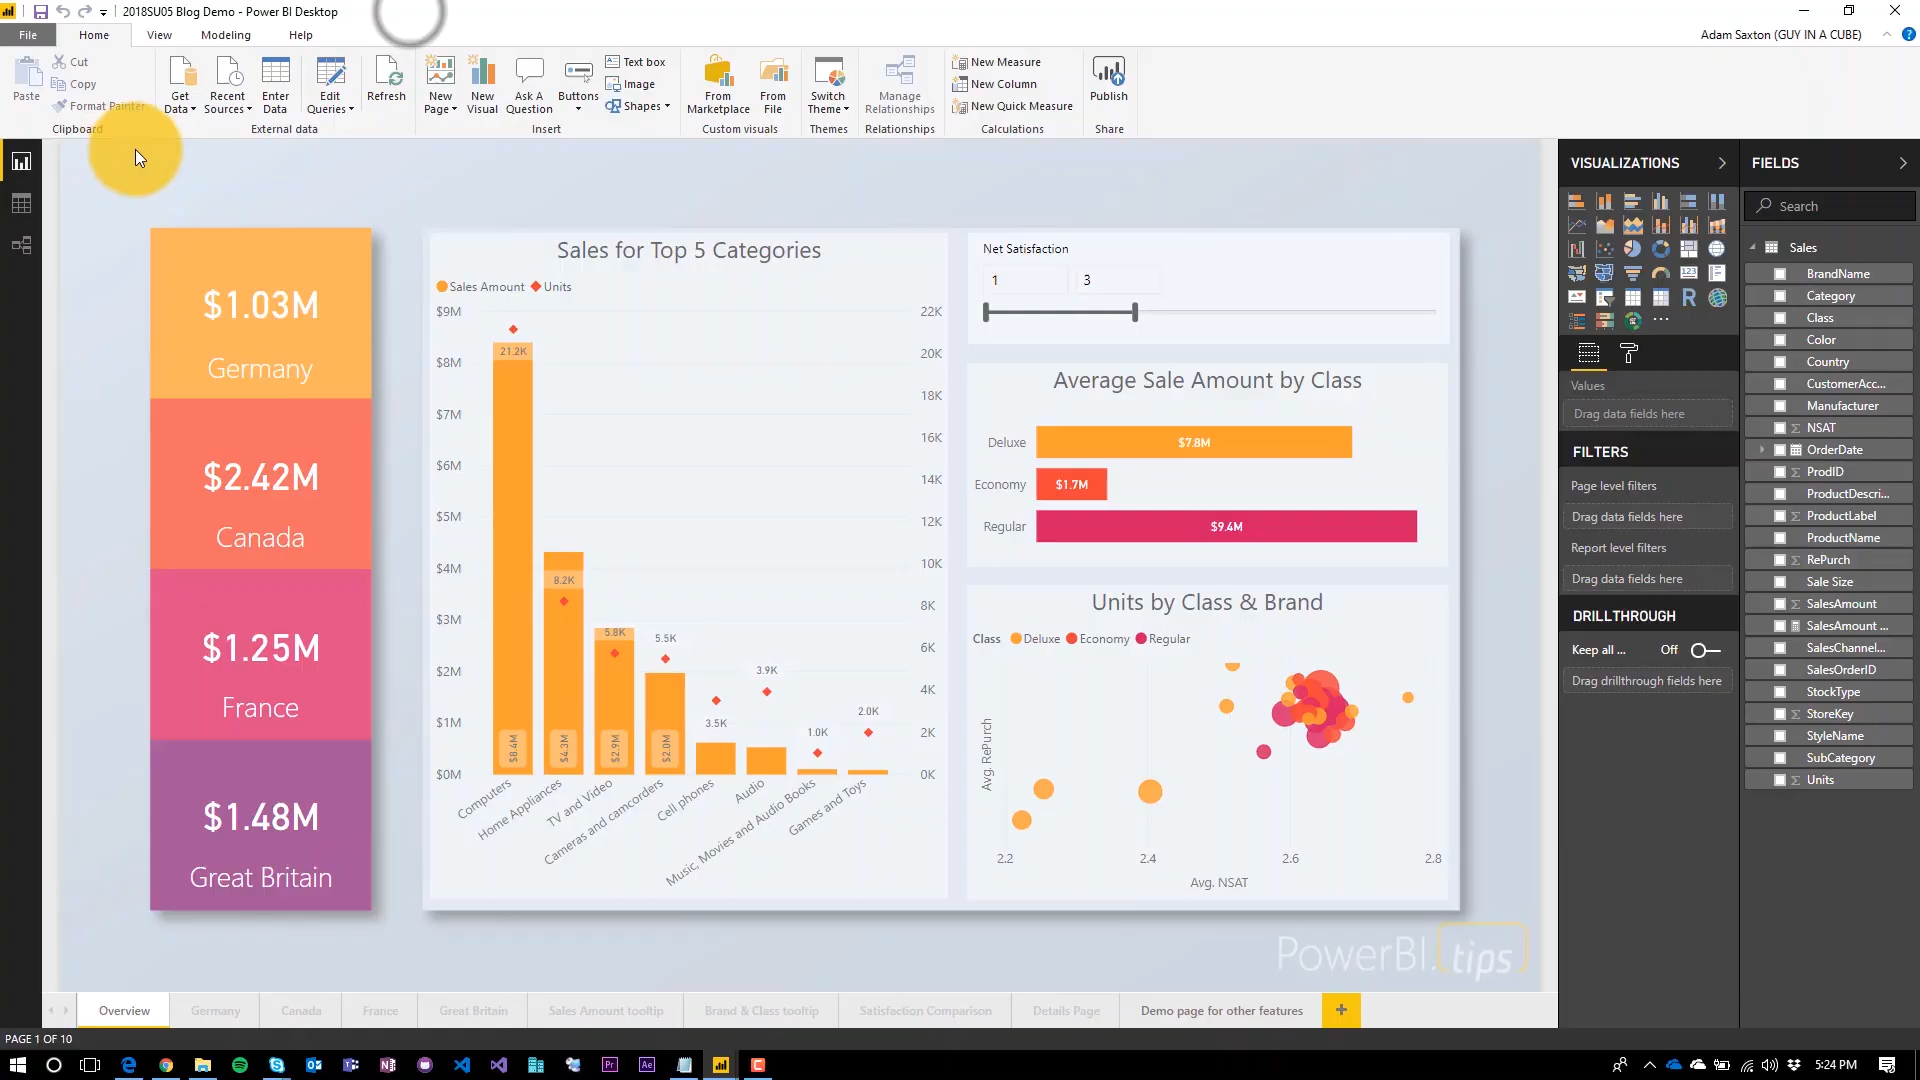 2018SU05 Blog Demo - Power BI Desktop
File
Home
View
Modeling
Help
Adam Saxton (GUY IN A CUBE)
Paste
Cut
Copy
Format Painter
Clipboard
Get Data
Recent Sources
Enter Data
Edit Queries
Refresh
External data
New Page
New Visual
Ask A Question
Buttons
Text box
Image
Shapes
Insert
From Marketplace
From File
Custom visuals
Switch Theme
Themes
Manage Relationships
Relationships
New Measure
New Column
New Quick Measure
Calculations
Publish
Share
$1.03M
Germany
$2.42M
Canada
$1.25M
France
$1.48M
Great Britain
Sales for Top 5 Categories
Sales Amount Units
$9M
$8M
$7M
$6M
$5M
$4M
$3M
$2M
$1M
$0M
22K
20K
18K
16K
14K
12K
10K
8K
6K
4K
2K
0K
21.2K
8.2K
5.8K
5.5K
3.5K
3.9K
1.0K
2.0K
$8.4M
$4.3M
$2.9M
$2.0M
Computers
Home Appliances
TV and Video
Cameras and camcorders
Cell phones
Audio
Music, Movies and Audio Books
Games and Toys
Net Satisfaction
1
3
Average Sale Amount by Class
Deluxe
$7.8M
Economy
$1.7M
Regular
$9.4M
Units by Class & Brand
Class Deluxe Economy Regular
Avg. RePurch
2.2
2.4
2.6
2.8
Avg. NSAT
PowerBI.tips
VISUALIZATIONS
R
123
Values
Drag data fields here
FILTERS
Page level filters
Drag data fields here
Report level filters
Drag data fields here
DRILLTHROUGH
Keep all ...
Off
Drag drillthrough fields here
FIELDS
Search
Sales
BrandName
Category
Class
Color
Country
CustomerAcc...
Manufacturer
NSAT
OrderDate
ProdID
ProductDescri...
ProductLabel
ProductName
RePurch
Sale Size
SalesAmount
SalesAmount ...
SalesChannel...
SalesOrderID
StockType
StoreKey
StyleName
SubCategory
Units
Overview
Germany
Canada
France
Great Britain
Sales Amount tooltip
Brand & Class tooltip
Satisfaction Comparison
Details Page
Demo page for other features
+
PAGE 1 OF 10
Pr
Ae
5:24 PM